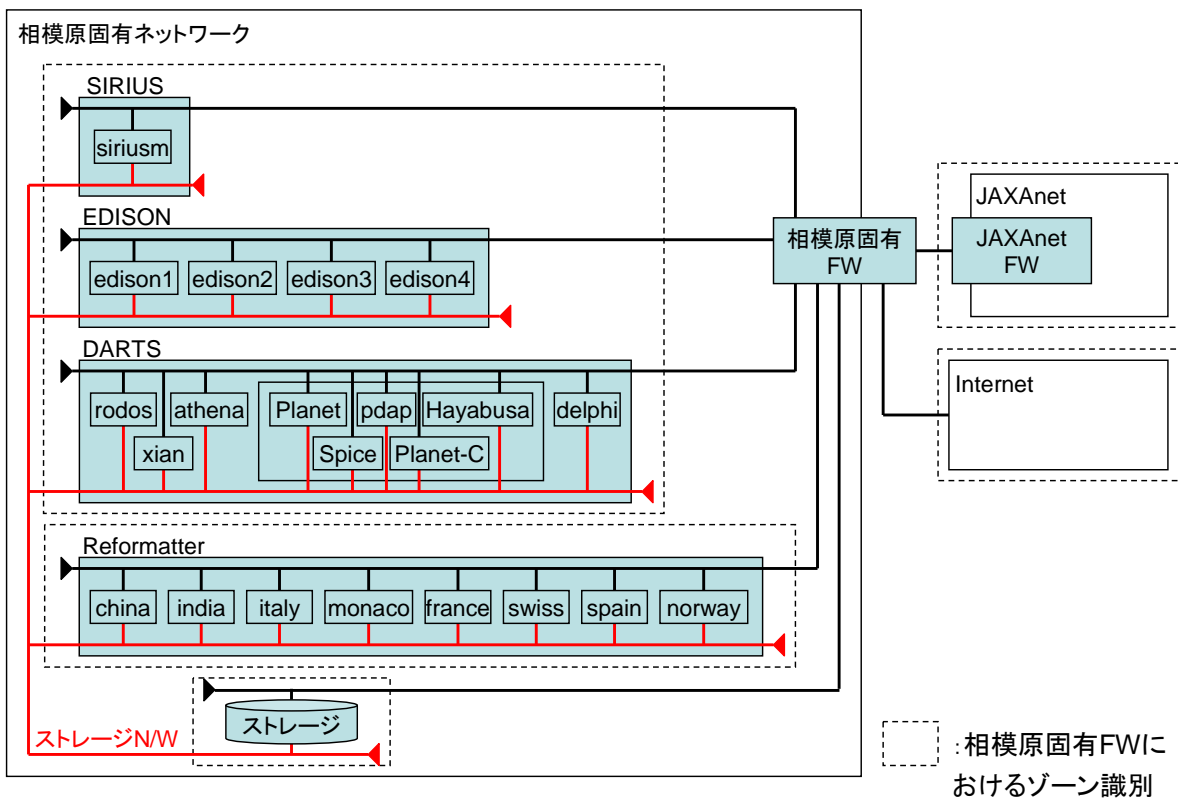 相模原固有ネットワーク
SIRIUS
siriusm
EDISON
edison1 edison2 edison3 edison4
DARTS
rodos athena Planet pdap Hayabusa delphi
xian Spice Planet-C
Reformatter
china india italy monaco france swiss spain norway
ストレージ
ストレージN/W
相模原固有
FW
JAXAnet
JAXAnet
FW
Internet
:相模原固有FWに
おけるゾーン識別